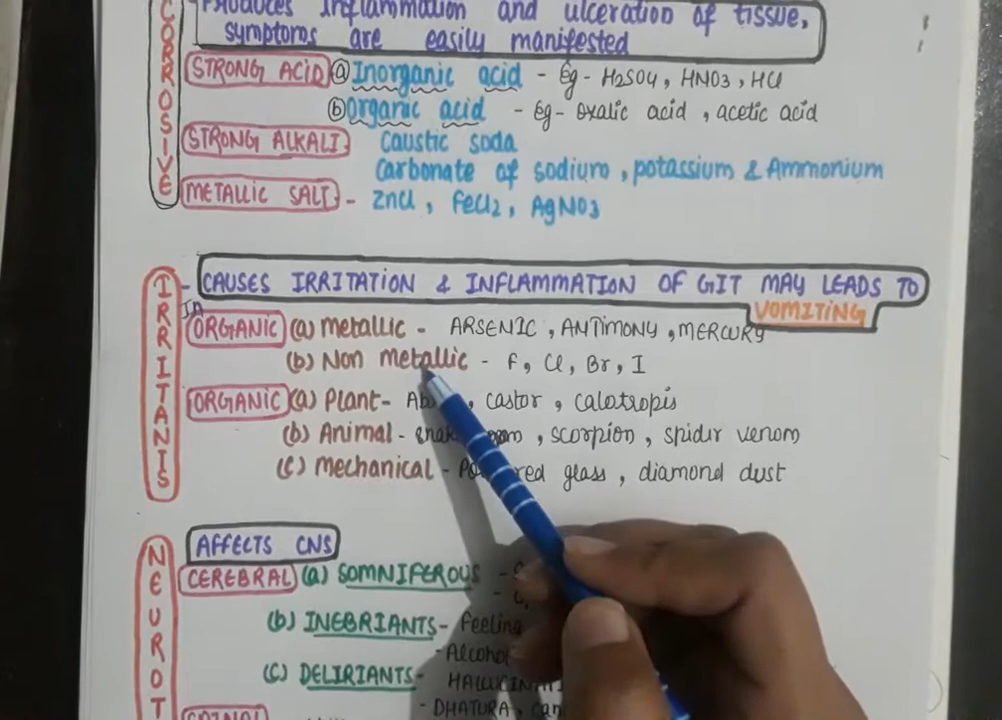 CORROSIVE
Produces Inflammation and ulceration of tissue,
symptoms are easily manifested
STRONG ACID (a) Inorganic acid - Eg - H2SO4, HNO3, HCl
(b) Organic acid - Eg - Oxalic acid, acetic acid
STRONG ALKALI Caustic soda
Carbonate of sodium, potassium & Ammonium
METALLIC SALT - ZnCl, FeCl2, AgNO3
IRRITANTS
- CAUSES IRRITATION & INFLAMMATION OF GIT MAY LEADS TO
VOMITING
IN
ORGANIC (a) Metallic - ARSENIC, ANTIMONY, MERCURY
(b) Non metallic - F, Cl, Br, I
ORGANIC (a) Plant - , castor, calotropis
(b) Animal - , scorpion, spider venom
(c) Mechanical - glass, diamond dust
AFFECTS CNS
CEREBRAL (a) SOMNIFEROUS -
(b) INEBRIANTS - Feeling
- Alcohol
(c) DELIRIANTS -
- DHATURA,